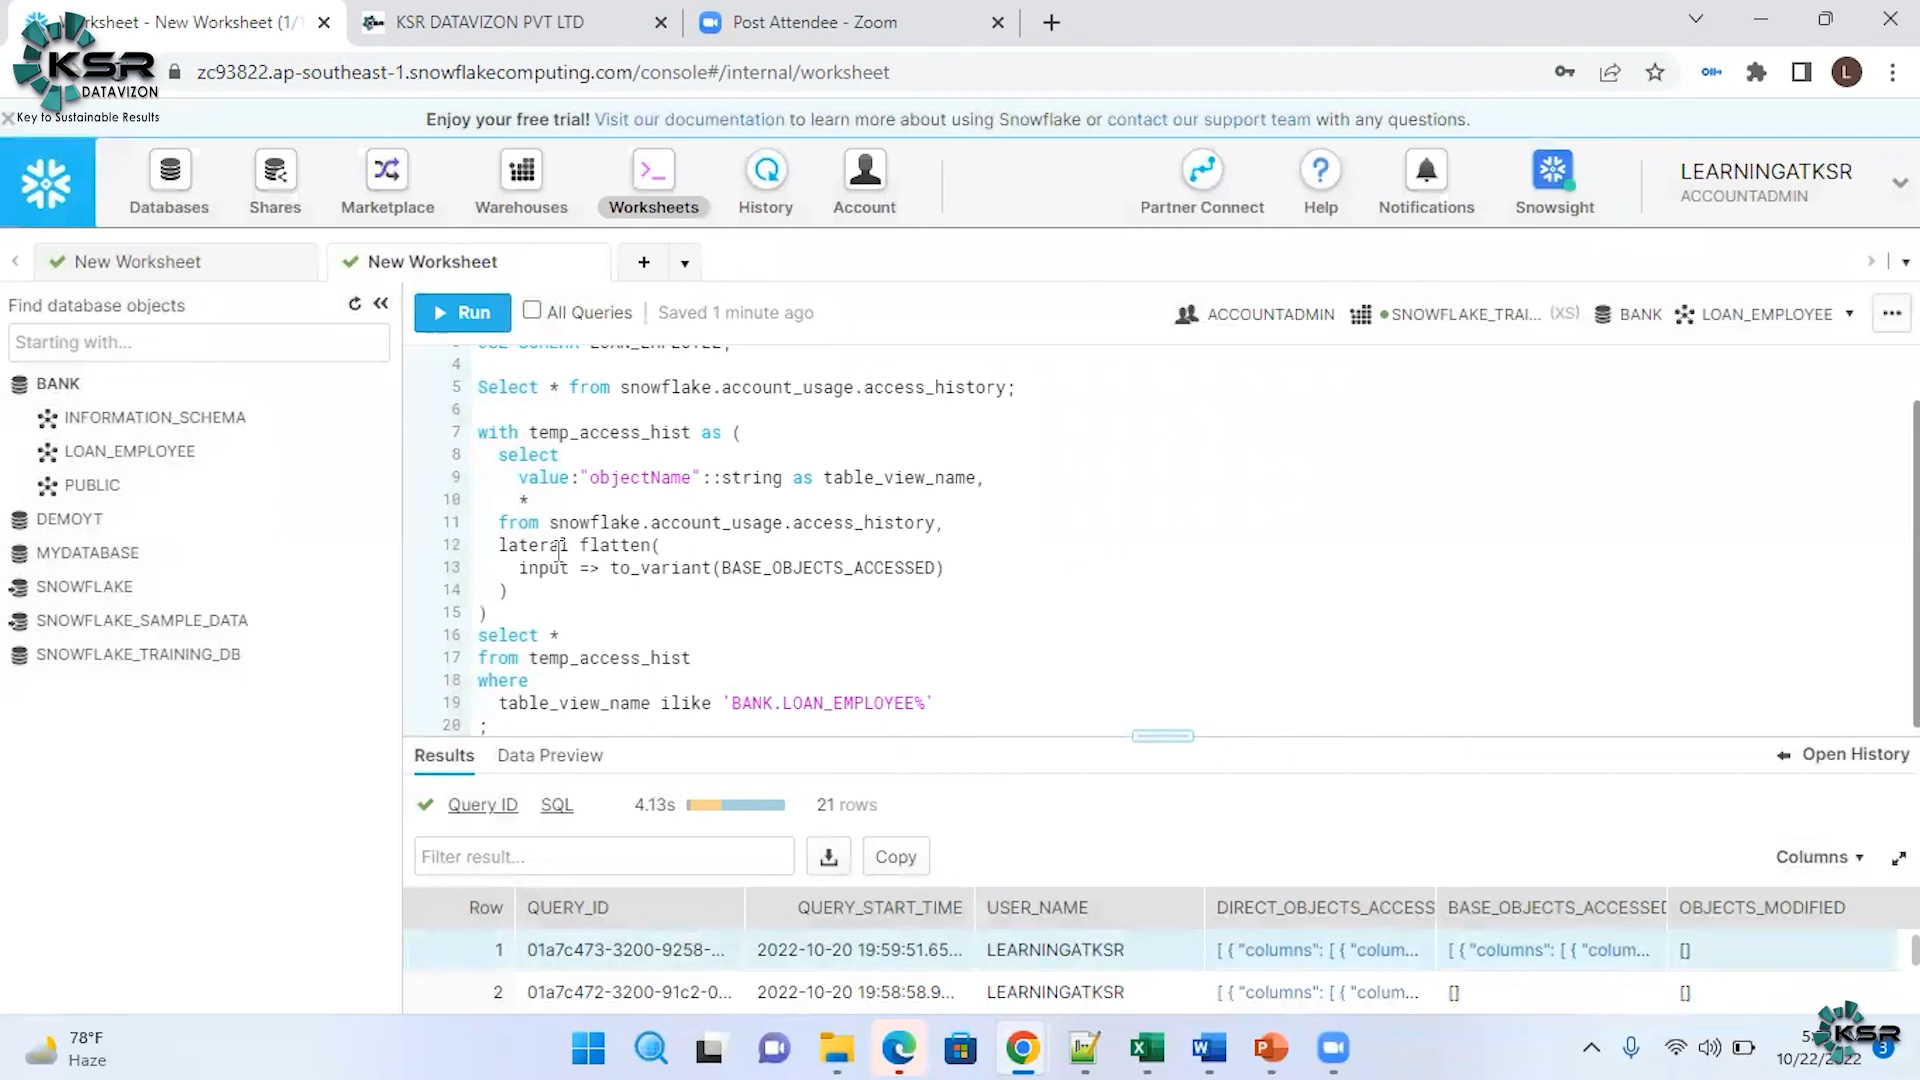 Worksheet - New Worksheet (1/1
KSR DATAVIZON PVT LTD
Post Attendee - Zoom
KSR
DATAVIZON
Key to Sustainable Results
zc93822.ap-southeast-1.snowflakecomputing.com/console#/internal/worksheet
L
Enjoy your free trial! Visit our documentation to learn more about using Snowflake or contact our support team with any questions.
Databases
Shares
Marketplace
Warehouses
Worksheets
History
Account
Partner Connect
Help
Notifications
Snowsight
LEARNINGATKSR
ACCOUNTADMIN
New Worksheet
New Worksheet
Find database objects
Starting with...
BANK
INFORMATION_SCHEMA
LOAN_EMPLOYEE
PUBLIC
DEMOYT
MYDATABASE
SNOWFLAKE
SNOWFLAKE_SAMPLE_DATA
SNOWFLAKE_TRAINING_DB
Run
All Queries
Saved 1 minute ago
ACCOUNTADMIN
SNOWFLAKE_TRAI... (XS)
BANK
LOAN_EMPLOYEE
4
5 Select * from snowflake.account_usage.access_history;
6
7 with temp_access_hist as (
8 select
9 value:"objectName"::string as table_view_name,
10 *
11 from snowflake.account_usage.access_history,
12 lateral flatten(
13 input => to_variant(BASE_OBJECTS_ACCESSED)
14 )
15 )
16 select *
17 from temp_access_hist
18 where
19 table_view_name ilike 'BANK.LOAN_EMPLOYEE%'
20 ;
Results
Data Preview
Open History
Query ID
SQL
4.13s
21 rows
Filter result...
Copy
Columns
Row QUERY_ID QUERY_START_TIME USER_NAME DIRECT_OBJECTS_ACCESS BASE_OBJECTS_ACCESSED OBJECTS_MODIFIED
1 01a7c473-3200-9258-... 2022-10-20 19:59:51.65... LEARNINGATKSR [ { "columns": [ { "colum... [ { "columns": [ { "colum... []
2 01a7c472-3200-91c2-0... 2022-10-20 19:58:58.9... LEARNINGATKSR [ { "columns": [ { "colum... [] []
78°F
Haze
10/22/2022
3
KSR